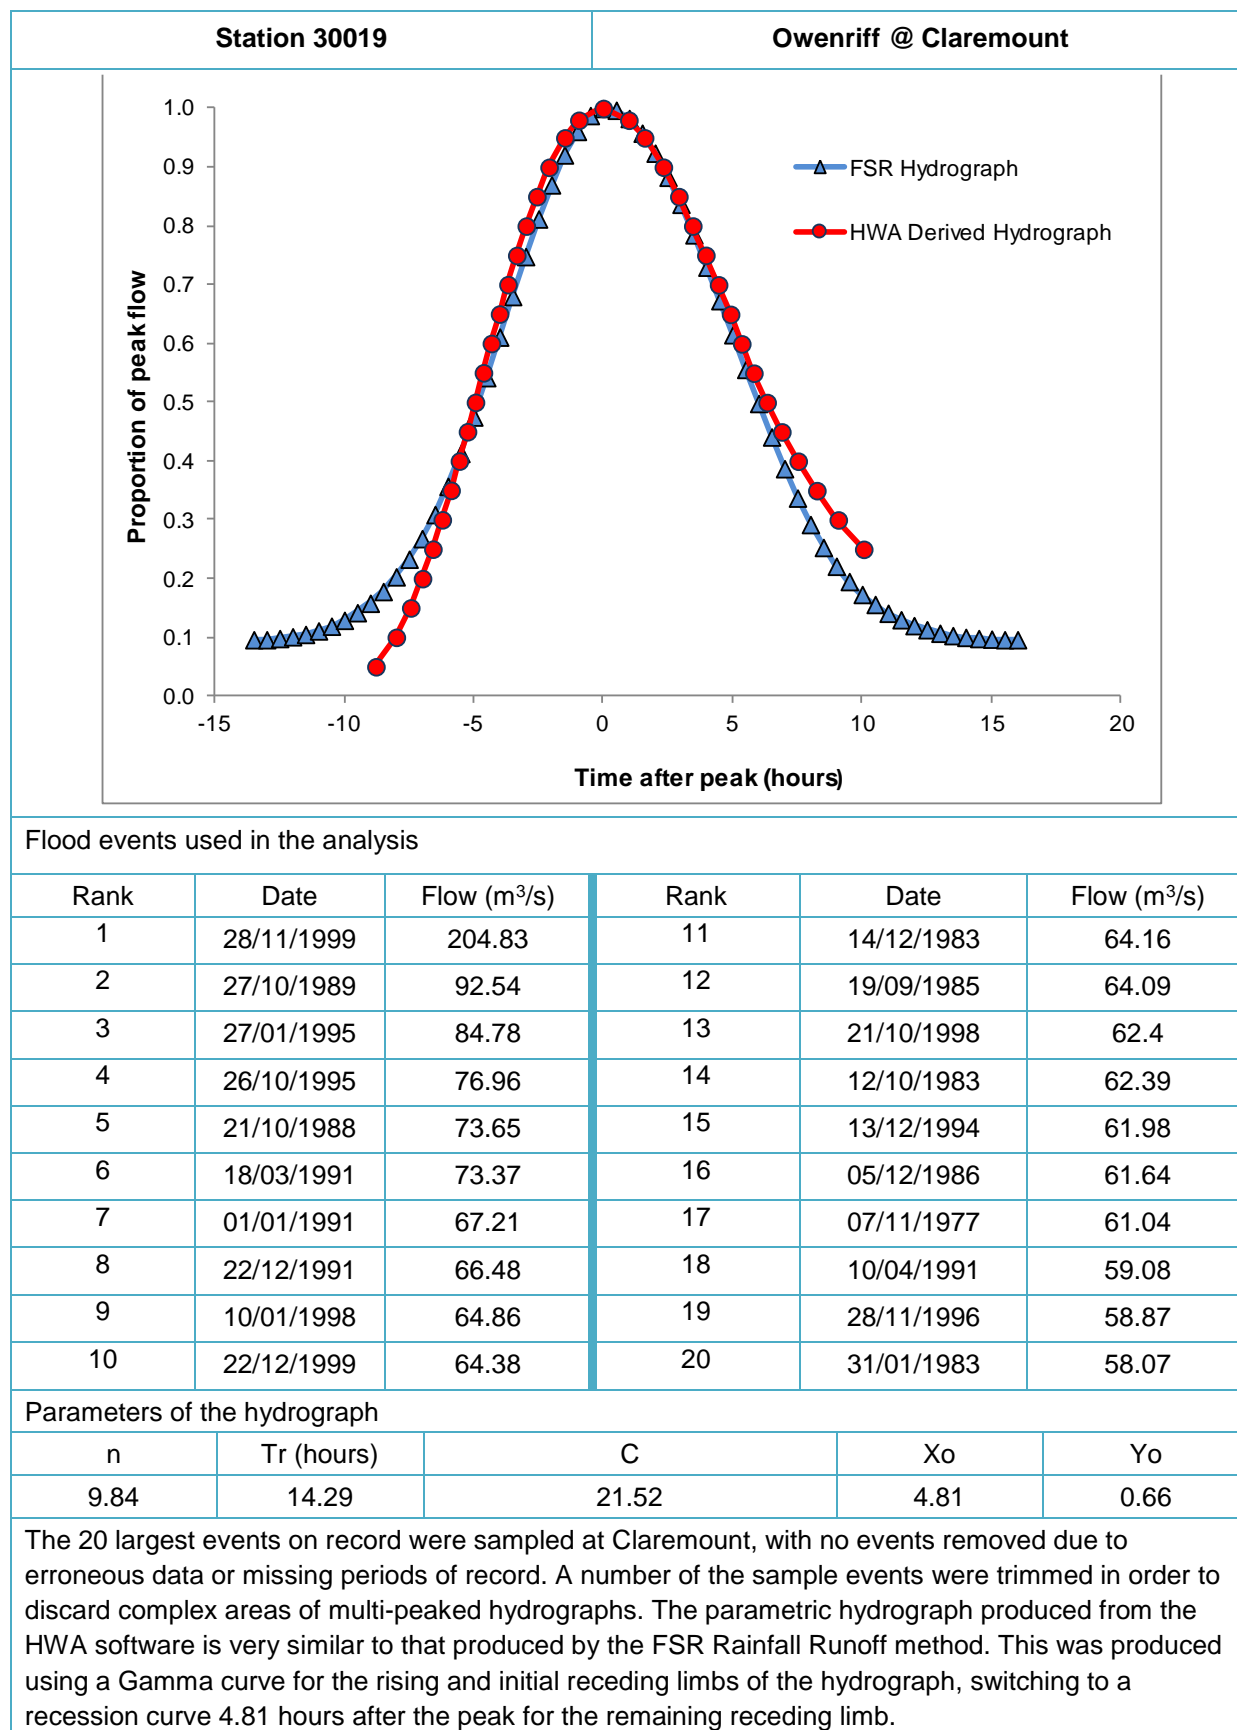 Station 30019 Owenriff @ Claremount
1.0
0.9
0.8
0.7
0.6
0.5
0.4
0.3
0.2
0.1
0.0
-15 -10 -5 0 5 10 15 20
Proportion of peak flow
Time after peak (hours)
FSR Hydrograph
HWA Derived Hydrograph
Flood events used in the analysis
Rank Date Flow (m³/s) Rank Date Flow (m³/s)
1 28/11/1999 204.83 11 14/12/1983 64.16
2 27/10/1989 92.54 12 19/09/1985 64.09
3 27/01/1995 84.78 13 21/10/1998 62.4
4 26/10/1995 76.96 14 12/10/1983 62.39
5 21/10/1988 73.65 15 13/12/1994 61.98
6 18/03/1991 73.37 16 05/12/1986 61.64
7 01/01/1991 67.21 17 07/11/1977 61.04
8 22/12/1991 66.48 18 10/04/1991 59.08
9 10/01/1998 64.86 19 28/11/1996 58.87
10 22/12/1999 64.38 20 31/01/1983 58.07
Parameters of the hydrograph
n Tr (hours) C Xo Yo
9.84 14.29 21.52 4.81 0.66
The 20 largest events on record were sampled at Claremount, with no events removed due to
erroneous data or missing periods of record. A number of the sample events were trimmed in order to
discard complex areas of multi-peaked hydrographs. The parametric hydrograph produced from the
HWA software is very similar to that produced by the FSR Rainfall Runoff method. This was produced
using a Gamma curve for the rising and initial receding limbs of the hydrograph, switching to a
recession curve 4.81 hours after the peak for the remaining receding limb.